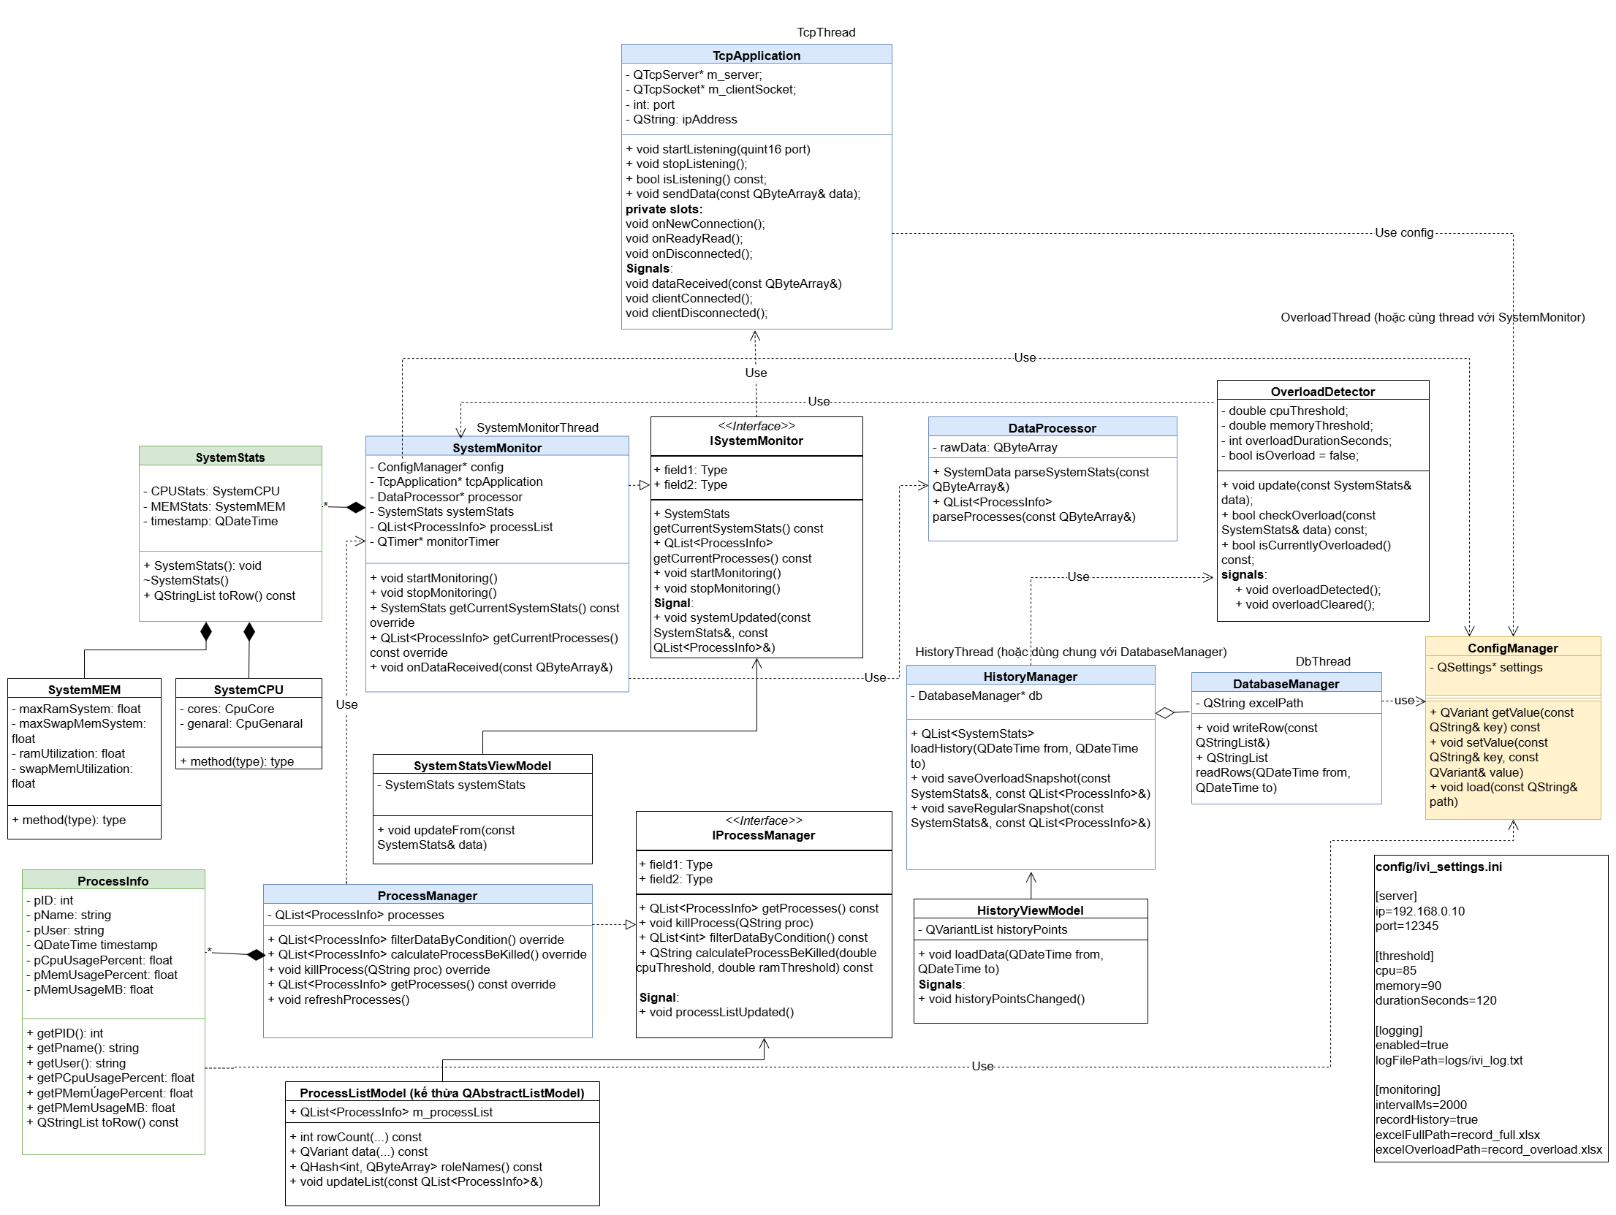 TcpThread
TcpApplication
- QTcpServer* m_server;
- QTcpSocket* m_clientSocket;
- int: port
- QString: ipAddress
+ void startListening(quint16 port)
+ void stopListening();
+ bool isListening() const;
+ void sendData(const QByteArray& data);
private slots:
void onNewConnection();
void onReadyRead();
void onDisconnected();
Signals:
void dataReceived(const QByteArray&)
void clientConnected();
void clientDisconnected();
Use config
OverloadThread (hoặc cùng thread với SystemMonitor)
Use
Use
Use
OverloadDetector
- double cpuThreshold;
- double memoryThreshold;
- int overloadDurationSeconds;
- bool isOverload = false;
+ void update(const SystemStats&
data);
+ bool checkOverload(const
SystemStats& data) const;
+ bool isCurrentlyOverloaded()
const;
signals:
+ void overloadDetected();
+ void overloadCleared();
SystemMonitorThread
SystemMonitor
- ConfigManager* config
- TcpApplication* tcpApplication
- DataProcessor* processor
- SystemStats systemStats
- QList<ProcessInfo> processList
- QTimer* monitorTimer
+ void startMonitoring()
+ void stopMonitoring()
+ SystemStats getCurrentSystemStats() const
override
+ QList<ProcessInfo> getCurrentProcesses()
const override
+ void onDataReceived(const QByteArray&)
<<Interface>>
ISystemMonitor
+ field1: Type
+ field2: Type
+ SystemStats
getCurrentSystemStats() const
+ QList<ProcessInfo>
getCurrentProcesses() const
+ void startMonitoring()
+ void stopMonitoring()
Signal:
+ void systemUpdated(const
SystemStats&, const
QList<ProcessInfo>&)
DataProcessor
- rawData: QByteArray
+ SystemData parseSystemStats(const
QByteArray&)
+ QList<ProcessInfo>
parseProcesses(const QByteArray&)
SystemStats
- CPUStats: SystemCPU
- MEMStats: SystemMEM
- timestamp: QDateTime
+ SystemStats(): void
~SystemStats()
+ QStringList toRow() const
*
Use
Use
Use
SystemMEM
- maxRamSystem: float
- maxSwapMemSystem:
float
- ramUtilization: float
- swapMemUtilization:
float
+ method(type): type
SystemCPU
- cores: CpuCore
- genaral: CpuGenaral
+ method(type): type
HistoryThread (hoặc dùng chung với DatabaseManager)
HistoryManager
- DatabaseManager* db
+ QList<SystemStats>
loadHistory(QDateTime from, QDateTime
to)
+ void saveOverloadSnapshot(const
SystemStats&, const QList<ProcessInfo>&)
+ void saveRegularSnapshot(const
SystemStats&, const QList<ProcessInfo>&)
DbThread
DatabaseManager
- QString excelPath
+ void writeRow(const
QStringList&)
+ QStringList
readRows(QDateTime from,
QDateTime to)
use
ConfigManager
- QSettings* settings
+ QVariant getValue(const
QString& key) const
+ void setValue(const
QString& key, const
QVariant& value)
+ void load(const QString&
path)
SystemStatsViewModel
- SystemStats systemStats
+ void updateFrom(const
SystemStats& data)
<<Interface>>
IProcessManager
+ field1: Type
+ field2: Type
+ QList<ProcessInfo> getProcesses() const
+ void killProcess(QString proc)
+ QList<int> filterDataByCondition() const
+ QString calculateProcessBeKilled(double
cpuThreshold, double ramThreshold) const
Signal:
+ void processListUpdated()
ProcessInfo
- pID: int
- pName: string
- pUser: string
- QDateTime timestamp
- pCpuUsagePercent: float
- pMemUsagePercent: float
- pMemUsageMB: float
+ getPID(): int
+ getPname(): string
+ getUser(): string
+ getPCpuUsagePercent: float
+ getPMemÚagePercent: float
+ getPMemUsageMB: float
+ QStringList toRow() const
*
ProcessManager
- QList<ProcessInfo> processes
+ QList<ProcessInfo> filterDataByCondition() override
+ QList<ProcessInfo> calculateProcessBeKilled() override
+ void killProcess(QString proc) override
+ QList<ProcessInfo> getProcesses() const override
+ void refreshProcesses()
HistoryViewModel
- QVariantList historyPoints
+ void loadData(QDateTime from,
QDateTime to)
Signals:
+ void historyPointsChanged()
Use
ProcessListModel (kế thừa QAbstractListModel)
+ QList<ProcessInfo> m_processList
+ int rowCount(...) const
+ QVariant data(...) const
+ QHash<int, QByteArray> roleNames() const
+ void updateList(const QList<ProcessInfo>&)
config/ivi_settings.ini
[server]
ip=192.168.0.10
port=12345
[threshold]
cpu=85
memory=90
durationSeconds=120
[logging]
enabled=true
logFilePath=logs/ivi_log.txt
[monitoring]
intervalMs=2000
recordHistory=true
excelFullPath=record_full.xlsx
excelOverloadPath=record_overload.xlsx